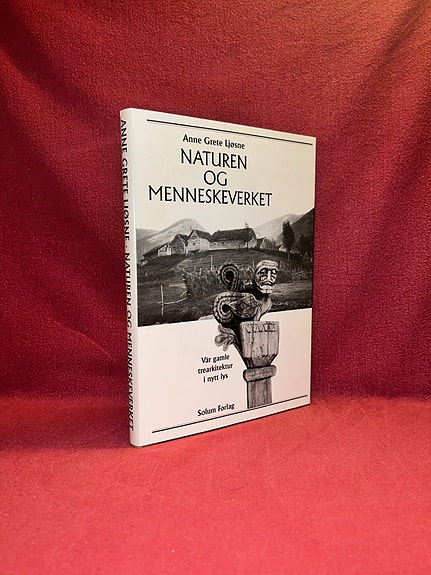 ANNE GRETE LJØSNE · NATUREN OG MENNESKEVERKET
Anne Grete Ljøsne
NATUREN
OG
MENNESKEVERKET
Vår gamle
trearkitektur
i nytt lys
Solum Forlag